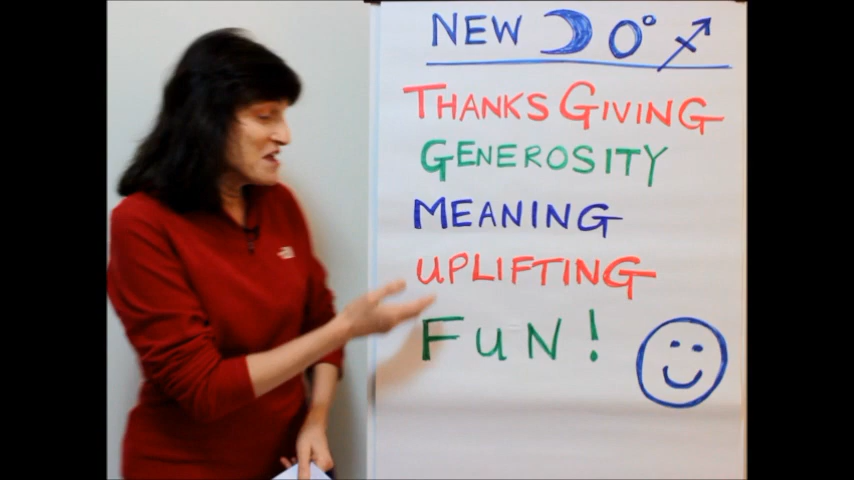 NEW ☽ 0° ♐
THANKSGIVING
GENEROSITY
MEANING
UPLIFTING
FUN!